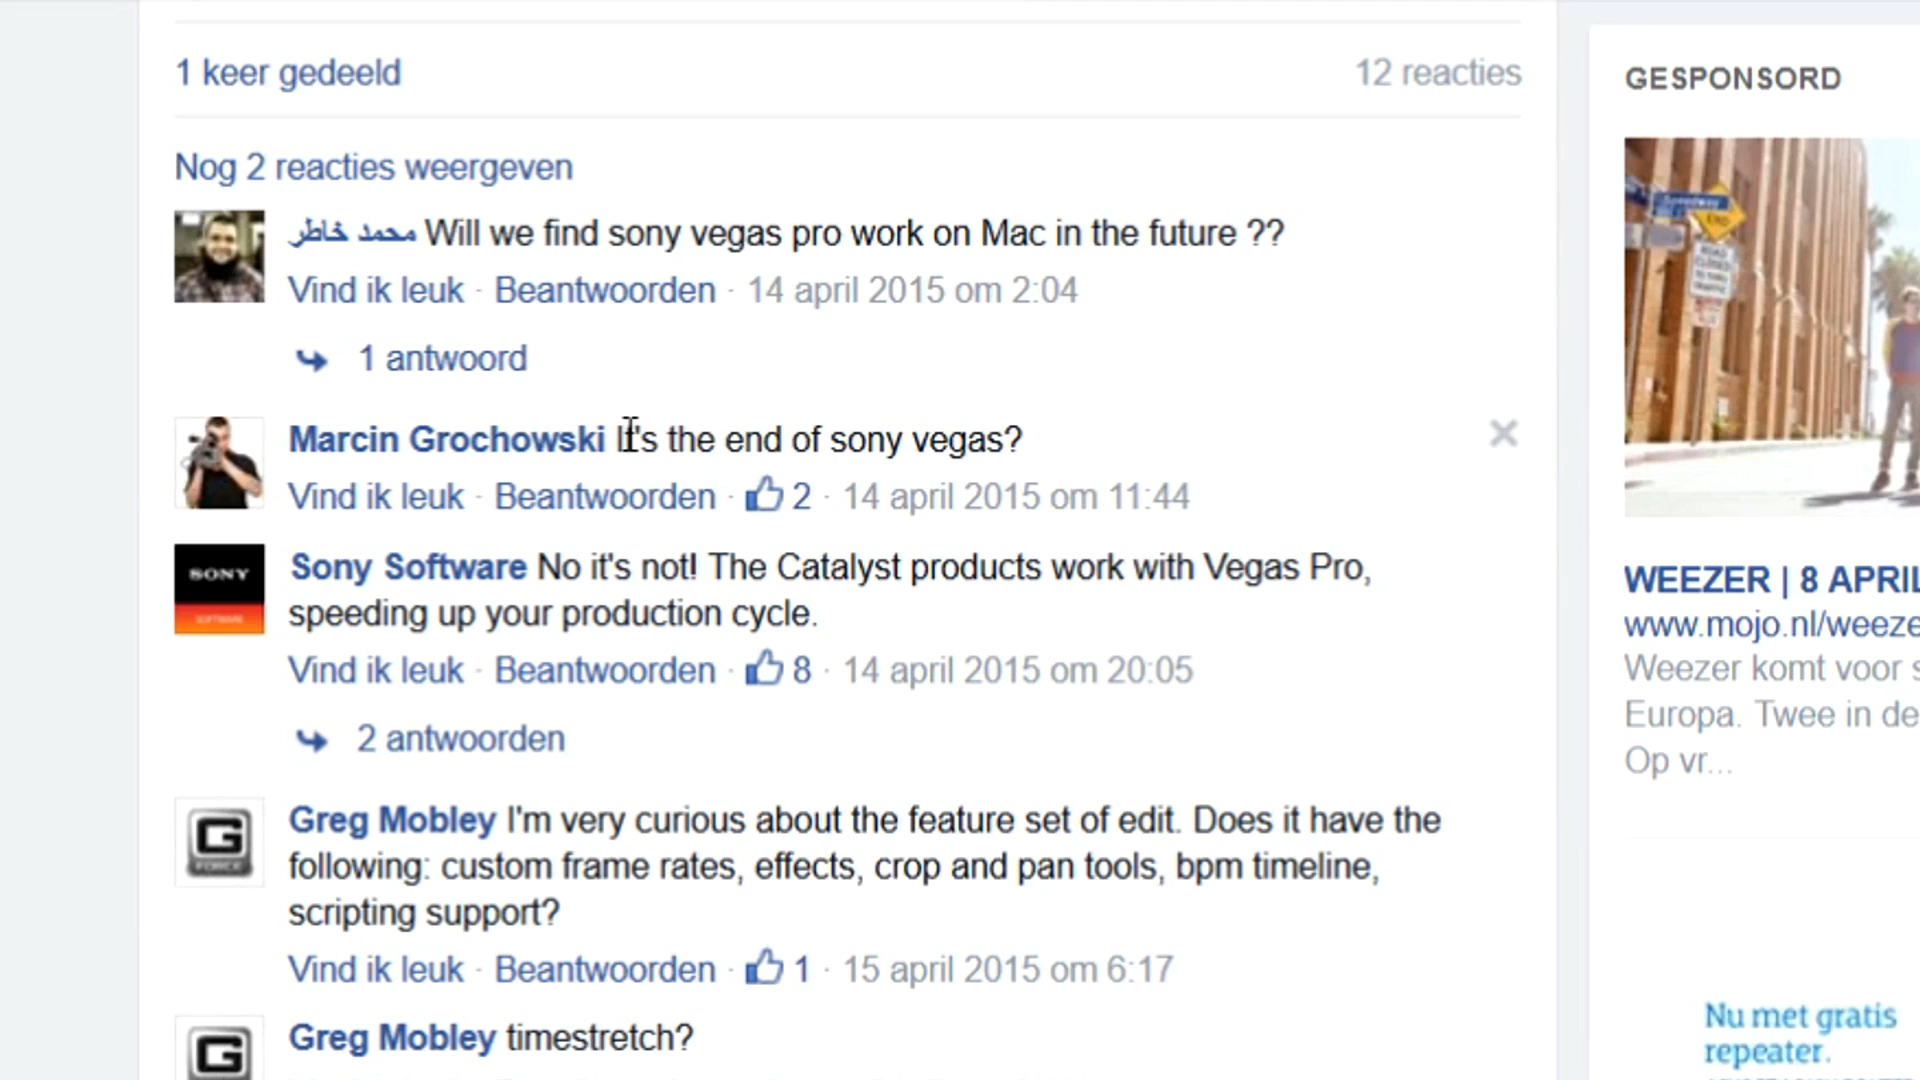 1 keer gedeeld
12 reacties
Nog 2 reacties weergeven
محمد خاطر Will we find sony vegas pro work on Mac in the future ??
Vind ik leuk · Beantwoorden · 14 april 2015 om 2:04
1 antwoord
Marcin Grochowski It's the end of sony vegas?
Vind ik leuk · Beantwoorden · 2 · 14 april 2015 om 11:44
SONY
SOFTWARE
Sony Software No it's not! The Catalyst products work with Vegas Pro,
speeding up your production cycle.
Vind ik leuk · Beantwoorden · 8 · 14 april 2015 om 20:05
2 antwoorden
G
FORCE
Greg Mobley I'm very curious about the feature set of edit. Does it have the
following: custom frame rates, effects, crop and pan tools, bpm timeline,
scripting support?
Vind ik leuk · Beantwoorden · 1 · 15 april 2015 om 6:17
G
Greg Mobley timestretch?
GESPONSORD
END
ROAD
CLOSED
WEEZER | 8 APRIL
www.mojo.nl/weeze
Weezer komt voor s
Europa. Twee in de
Op vr...
Nu met gratis
repeater.